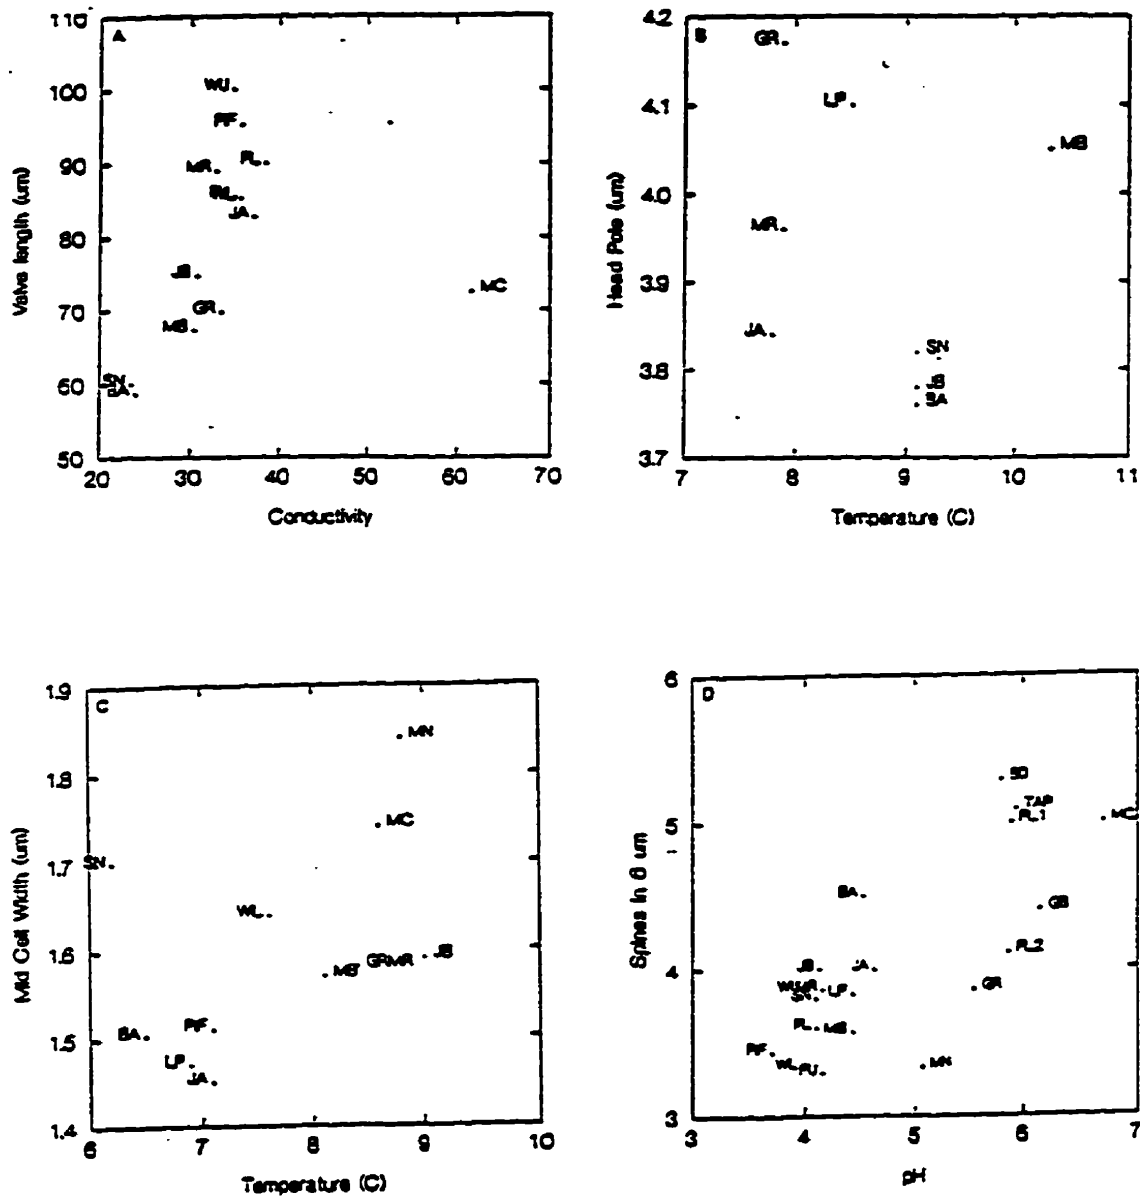 A
110
100
90
80
70
60
50
WU
PF
MR
FL
JA
JB
GR
MB
MC
SN
BA
20 30 40 50 60 70
Valve length (um)
Conductivity
B
4.2
4.1
4.0
3.9
3.8
3.7
GR
LP
MB
MR
JA
SN
JB
BA
7 8 9 10 11
Head Pole (um)
Temperature (C)
C
1.9
1.8
1.7
1.6
1.5
1.4
MN
MC
SN
WL
MB
GR
MR
JB
BA
PF
LP
JA
6 7 8 9 10
Mid Cell Width (um)
Temperature (C)
D
6
5
4
3
TAP
FL1
MC
BA
GB
FL2
JB
JA
LP
SN
GR
FL
MB
PF
WL
MN
3 4 5 6 7
Spines in 6 um
pH